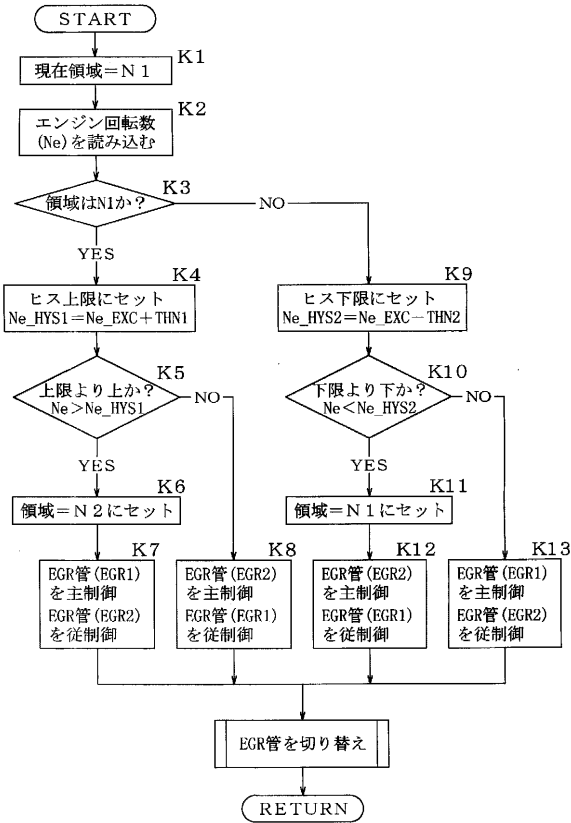 START
K1
現在領域＝Ｎ１
K2
エンジン回転数
(Ne)を読み込む
K3
領域はN1か？
NO
YES
K4
ヒス上限にセット
Ne_HYS1＝Ne_EXC＋THN1
K9
ヒス下限にセット
Ne_HYS2＝Ne_EXC－THN2
K5
上限より上か？
Ne＞Ne_HYS1
NO
K10
下限より下か？
Ne＜Ne_HYS2
NO
YES
YES
K6
領域＝Ｎ２にセット
K11
領域＝Ｎ１にセット
K7
EGR管(EGR1)
を主制御
EGR管(EGR2)
を従制御
K8
EGR管(EGR2)
を主制御
EGR管(EGR1)
を従制御
K12
EGR管(EGR2)
を主制御
EGR管(EGR1)
を従制御
K13
EGR管(EGR1)
を主制御
EGR管(EGR2)
を従制御
EGR管を切り替え
RETURN